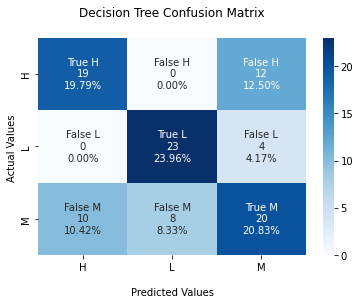 Decision Tree Confusion Matrix
True H
19
19.79%
False H
0
0.00%
False H
12
12.50%
False L
0
0.00%
True L
23
23.96%
False L
4
4.17%
False M
10
10.42%
False M
8
8.33%
True M
20
20.83%
H
L
M
Actual Values
H
L
M
Predicted Values
20
15
10
5
0